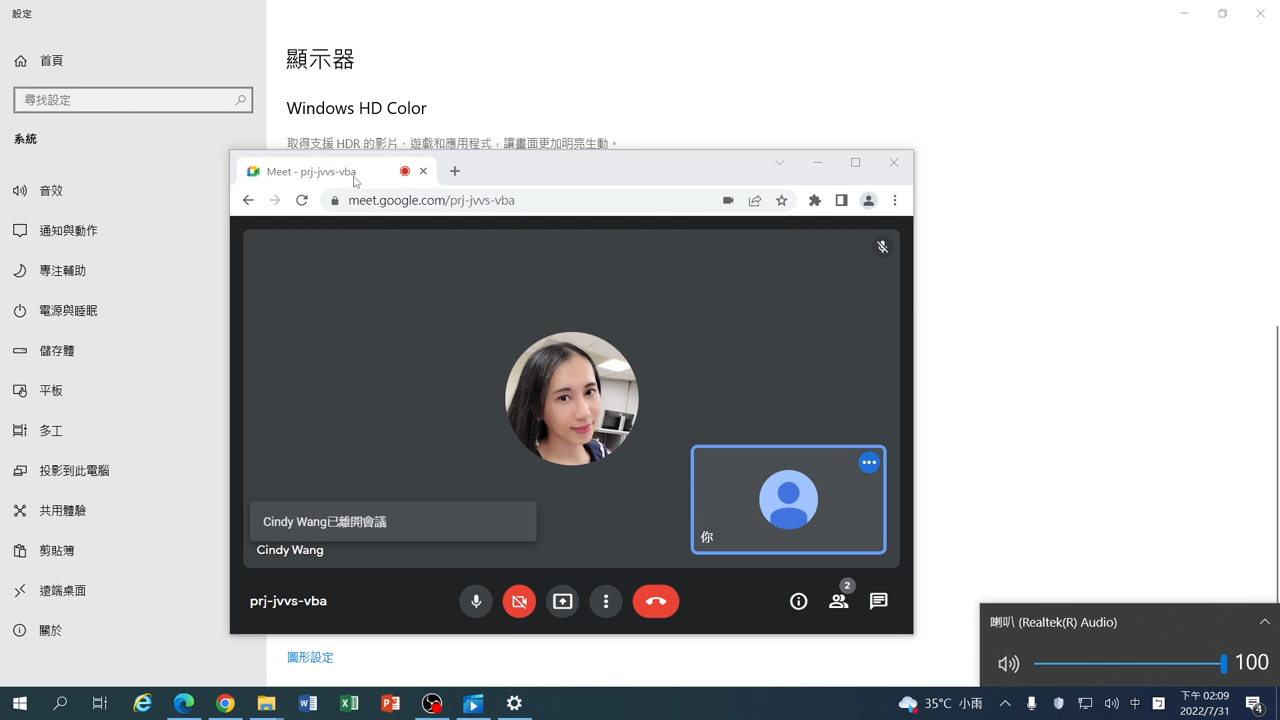 設定
首頁
尋找設定
系統
音效
通知與動作
專注輔助
電源與睡眠
儲存體
平板
多工
投影到此電腦
共用體驗
剪貼簿
遠端桌面
關於
顯示器
Windows HD Color
取得支援 HDR 的影片、遊戲和應用程式，讓畫面更加明亮生動。
Meet - prj-jvvs-vba
meet.google.com/prj-jvvs-vba
Cindy Wang已離開會議
Cindy Wang
你
prj-jvvs-vba
2
圖形設定
喇叭 (Realtek(R) Audio)
100
35°C 小雨
中
下午 02:09
2022/7/31
4